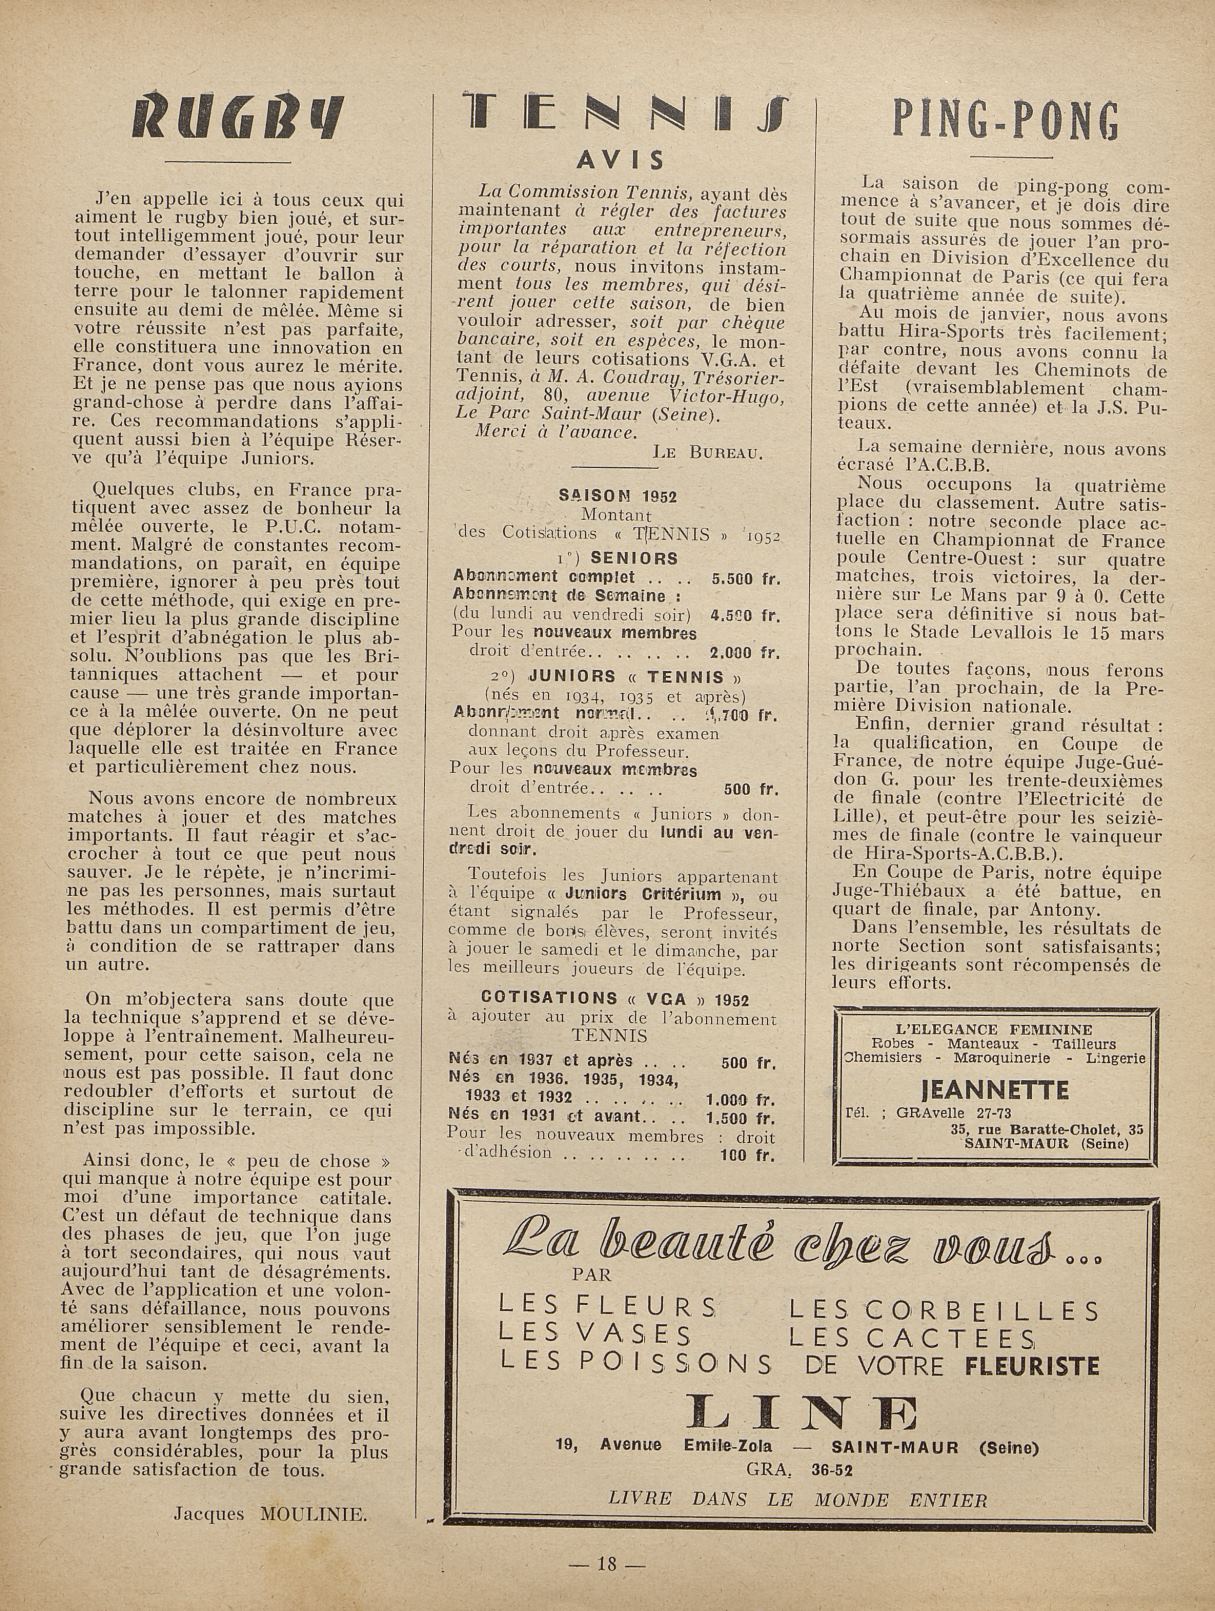 RUGBY
J'en appelle ici à tous ceux qui
aiment le rugby bien joué, et sur-
tout intelligemment joué, pour leur
demander d'essayer d'ouvrir sur
touche, en mettant le ballon à
terre pour le talonner rapidement
ensuite au demi de mêlée. Même si
votre réussite n'est pas parfaite,
elle constituera une innovation en
France, dont vous aurez le mérite.
Et je ne pense pas que nous ayions
grand-chose à perdre dans l'affai-
re. Ces recommandations s'appli-
quent aussi bien à l'équipe Réser-
ve qu'à l'équipe Juniors.
Quelques clubs, en France pra-
tiquent avec assez de bonheur la
mêlée ouverte, le P.U.C. notam-
ment. Malgré de constantes recom-
mandations, on paraît, en équipe
première, ignorer à peu près tout
de cette méthode, qui exige en pre-
mier lieu la plus grande discipline
et l'esprit d'abnégation le plus ab-
solu. N'oublions pas que les Bri-
tanniques attachent — et pour
cause — une très grande importan-
ce à la mêlée ouverte. On ne peut
que déplorer la désinvolture avec
laquelle elle est traitée en France
et particulièrement chez nous.
Nous avons encore de nombreux
matches à jouer et des matches
importants. Il faut réagir et s'ac-
crocher à tout ce que peut nous
sauver. Je le répète, je n'incrimi-
ne pas les personnes, mais surtaut
les méthodes. Il est permis d'être
battu dans un compartiment de jeu,
à condition de se rattraper dans
un autre.
On m'objectera sans doute que
la technique s'apprend et se déve-
loppe à l'entraînement. Malheureu-
sement, pour cette saison, cela ne
nous est pas possible. Il faut donc
redoubler d'efforts et surtout de
discipline sur le terrain, ce qui
n'est pas impossible.
Ainsi donc, le « peu de chose »
qui manque à notre équipe est pour
moi d'une importance catitale.
C'est un défaut de technique dans
des phases de jeu, que l'on juge
à tort secondaires, qui nous vaut
aujourd'hui tant de désagréments.
Avec de l'application et une volon-
té sans défaillance, nous pouvons
améliorer sensiblement le rende-
ment de l'équipe et ceci, avant la
fin de la saison.
Que chacun y mette du sien,
suive les directives données et il
y aura avant longtemps des pro-
grès considérables, pour la plus
grande satisfaction de tous.
Jacques MOULINIE.
TENNIS
AVIS
La Commission Tennis, ayant dès
maintenant à régler des factures
importantes aux entrepreneurs,
pour la réparation et la réfection
des courts, nous invitons instam-
ment tous les membres, qui dési-
rent jouer cette saison, de bien
vouloir adresser, soit par chèque
bancaire, soit en espèces, le mon-
tant de leurs cotisations V.G.A. et
Tennis, à M. A. Coudray, Trésorier-
adjoint, 80, avenue Victor-Hugo,
Le Parc Saint-Maur (Seine).
Merci à l'avance.
LE BUREAU.
SAISON 1952
Montant
des Cotisations « TENNIS » 1952
1°) SENIORS
Abonnement complet .. .. 5.500 fr.
Abonnement de Semaine :
(du lundi au vendredi soir) 4.500 fr.
Pour les nouveaux membres
droit d'entrée.. .. .. .. 2.000 fr.
2°) JUNIORS « TENNIS »
(nés en 1934, 1935 et après)
Abonnement normal.. .. 1.700 fr.
donnant droit après examen
aux leçons du Professeur.
Pour les nouveaux membres
droit d'entrée.. .. .. 500 fr.
Les abonnements « Juniors » don-
nent droit de jouer du lundi au ven-
dredi soir.
Toutefois les Juniors appartenant
à l'équipe « Juniors Critérium », ou
étant signalés par le Professeur,
comme de bons élèves, seront invités
à jouer le samedi et le dimanche, par
les meilleurs joueurs de l'équipe.
COTISATIONS « VGA » 1952
à ajouter au prix de l'abonnement
TENNIS
Nés en 1937 et après .. .. 500 fr.
Nés en 1936. 1935, 1934,
1933 et 1932 .. .. .. .. 1.000 fr.
Nés en 1931 et avant.. .. 1.500 fr.
Pour les nouveaux membres : droit
d'adhésion .. .. .. .. .. 100 fr.
PING-PONG
La saison de ping-pong com-
mence à s'avancer, et je dois dire
tout de suite que nous sommes dé-
sormais assurés de jouer l'an pro-
chain en Division d'Excellence du
Championnat de Paris (ce qui fera
la quatrième année de suite).
Au mois de janvier, nous avons
battu Hira-Sports très facilement;
par contre, nous avons connu la
défaite devant les Cheminots de
l'Est (vraisemblablement cham-
pions de cette année) et la J.S. Pu-
teaux.
La semaine dernière, nous avons
écrasé l'A.C.B.B.
Nous occupons la quatrième
place du classement. Autre satis-
faction : notre seconde place ac-
tuelle en Championnat de France
poule Centre-Ouest : sur quatre
matches, trois victoires, la der-
nière sur Le Mans par 9 à 0. Cette
place sera définitive si nous bat-
tons le Stade Levallois le 15 mars
prochain.
De toutes façons, nous ferons
partie, l'an prochain, de la Pre-
mière Division nationale.
Enfin, dernier grand résultat :
la qualification, en Coupe de
France, de notre équipe Juge-Gué-
don G. pour les trente-deuxièmes
de finale (contre l'Electricité de
Lille), et peut-être pour les seiziè-
mes de finale (contre le vainqueur
de Hira-Sports-A.C.B.B.).
En Coupe de Paris, notre équipe
Juge-Thiébaux a été battue, en
quart de finale, par Antony.
Dans l'ensemble, les résultats de
norte Section sont satisfaisants;
les dirigeants sont récompensés de
leurs efforts.
L'ELEGANCE FEMININE
Robes - Manteaux - Tailleurs
Chemisiers - Maroquinerie - Lingerie
JEANNETTE
Tél. : GRAvelle 27-73
35, rue Baratte-Cholet, 35
SAINT-MAUR (Seine)
La beauté chez vous...
PAR
LES FLEURS LES CORBEILLES
LES VASES LES CACTEES
LES POISSONS DE VOTRE FLEURISTE
LINE
19, Avenue Emile-Zola — SAINT-MAUR (Seine)
GRA. 36-52
LIVRE DANS LE MONDE ENTIER
— 18 —